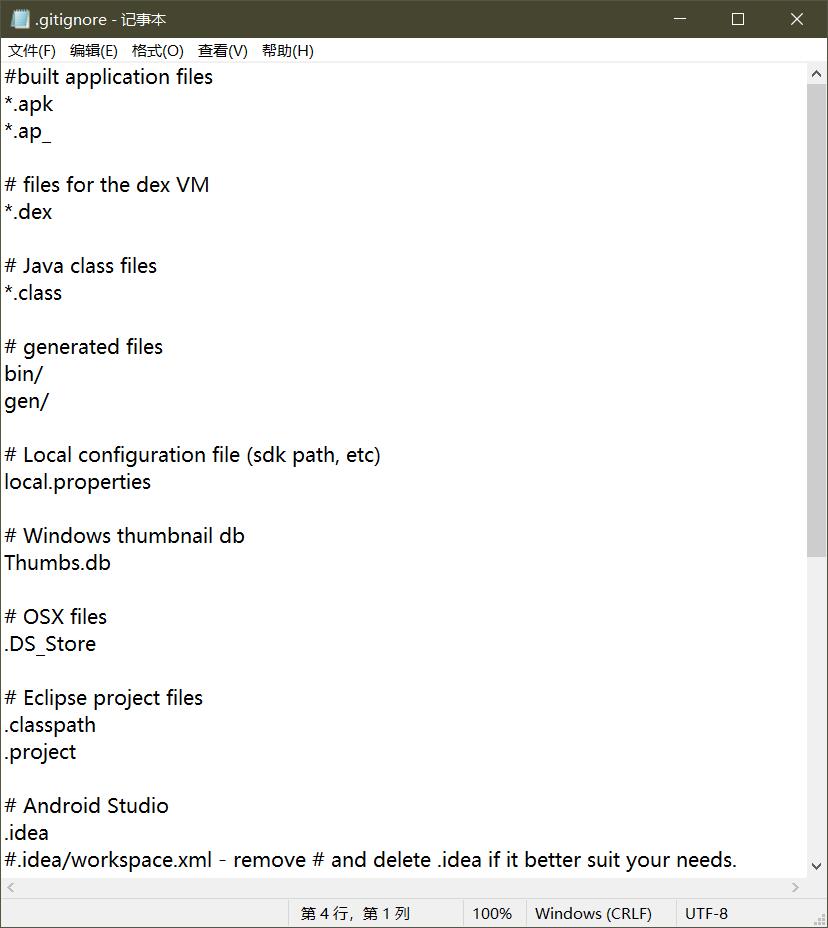 .gitignore - 记事本
文件(F) 编辑(E) 格式(O) 查看(V) 帮助(H)
#built application files
*.apk
*.ap_
# files for the dex VM
*.dex
# Java class files
*.class
# generated files
bin/
gen/
# Local configuration file (sdk path, etc)
local.properties
# Windows thumbnail db
Thumbs.db
# OSX files
.DS_Store
# Eclipse project files
.classpath
.project
# Android Studio
.idea
#.idea/workspace.xml - remove # and delete .idea if it better suit your needs.
第 4 行，第 1 列 100% Windows (CRLF) UTF-8